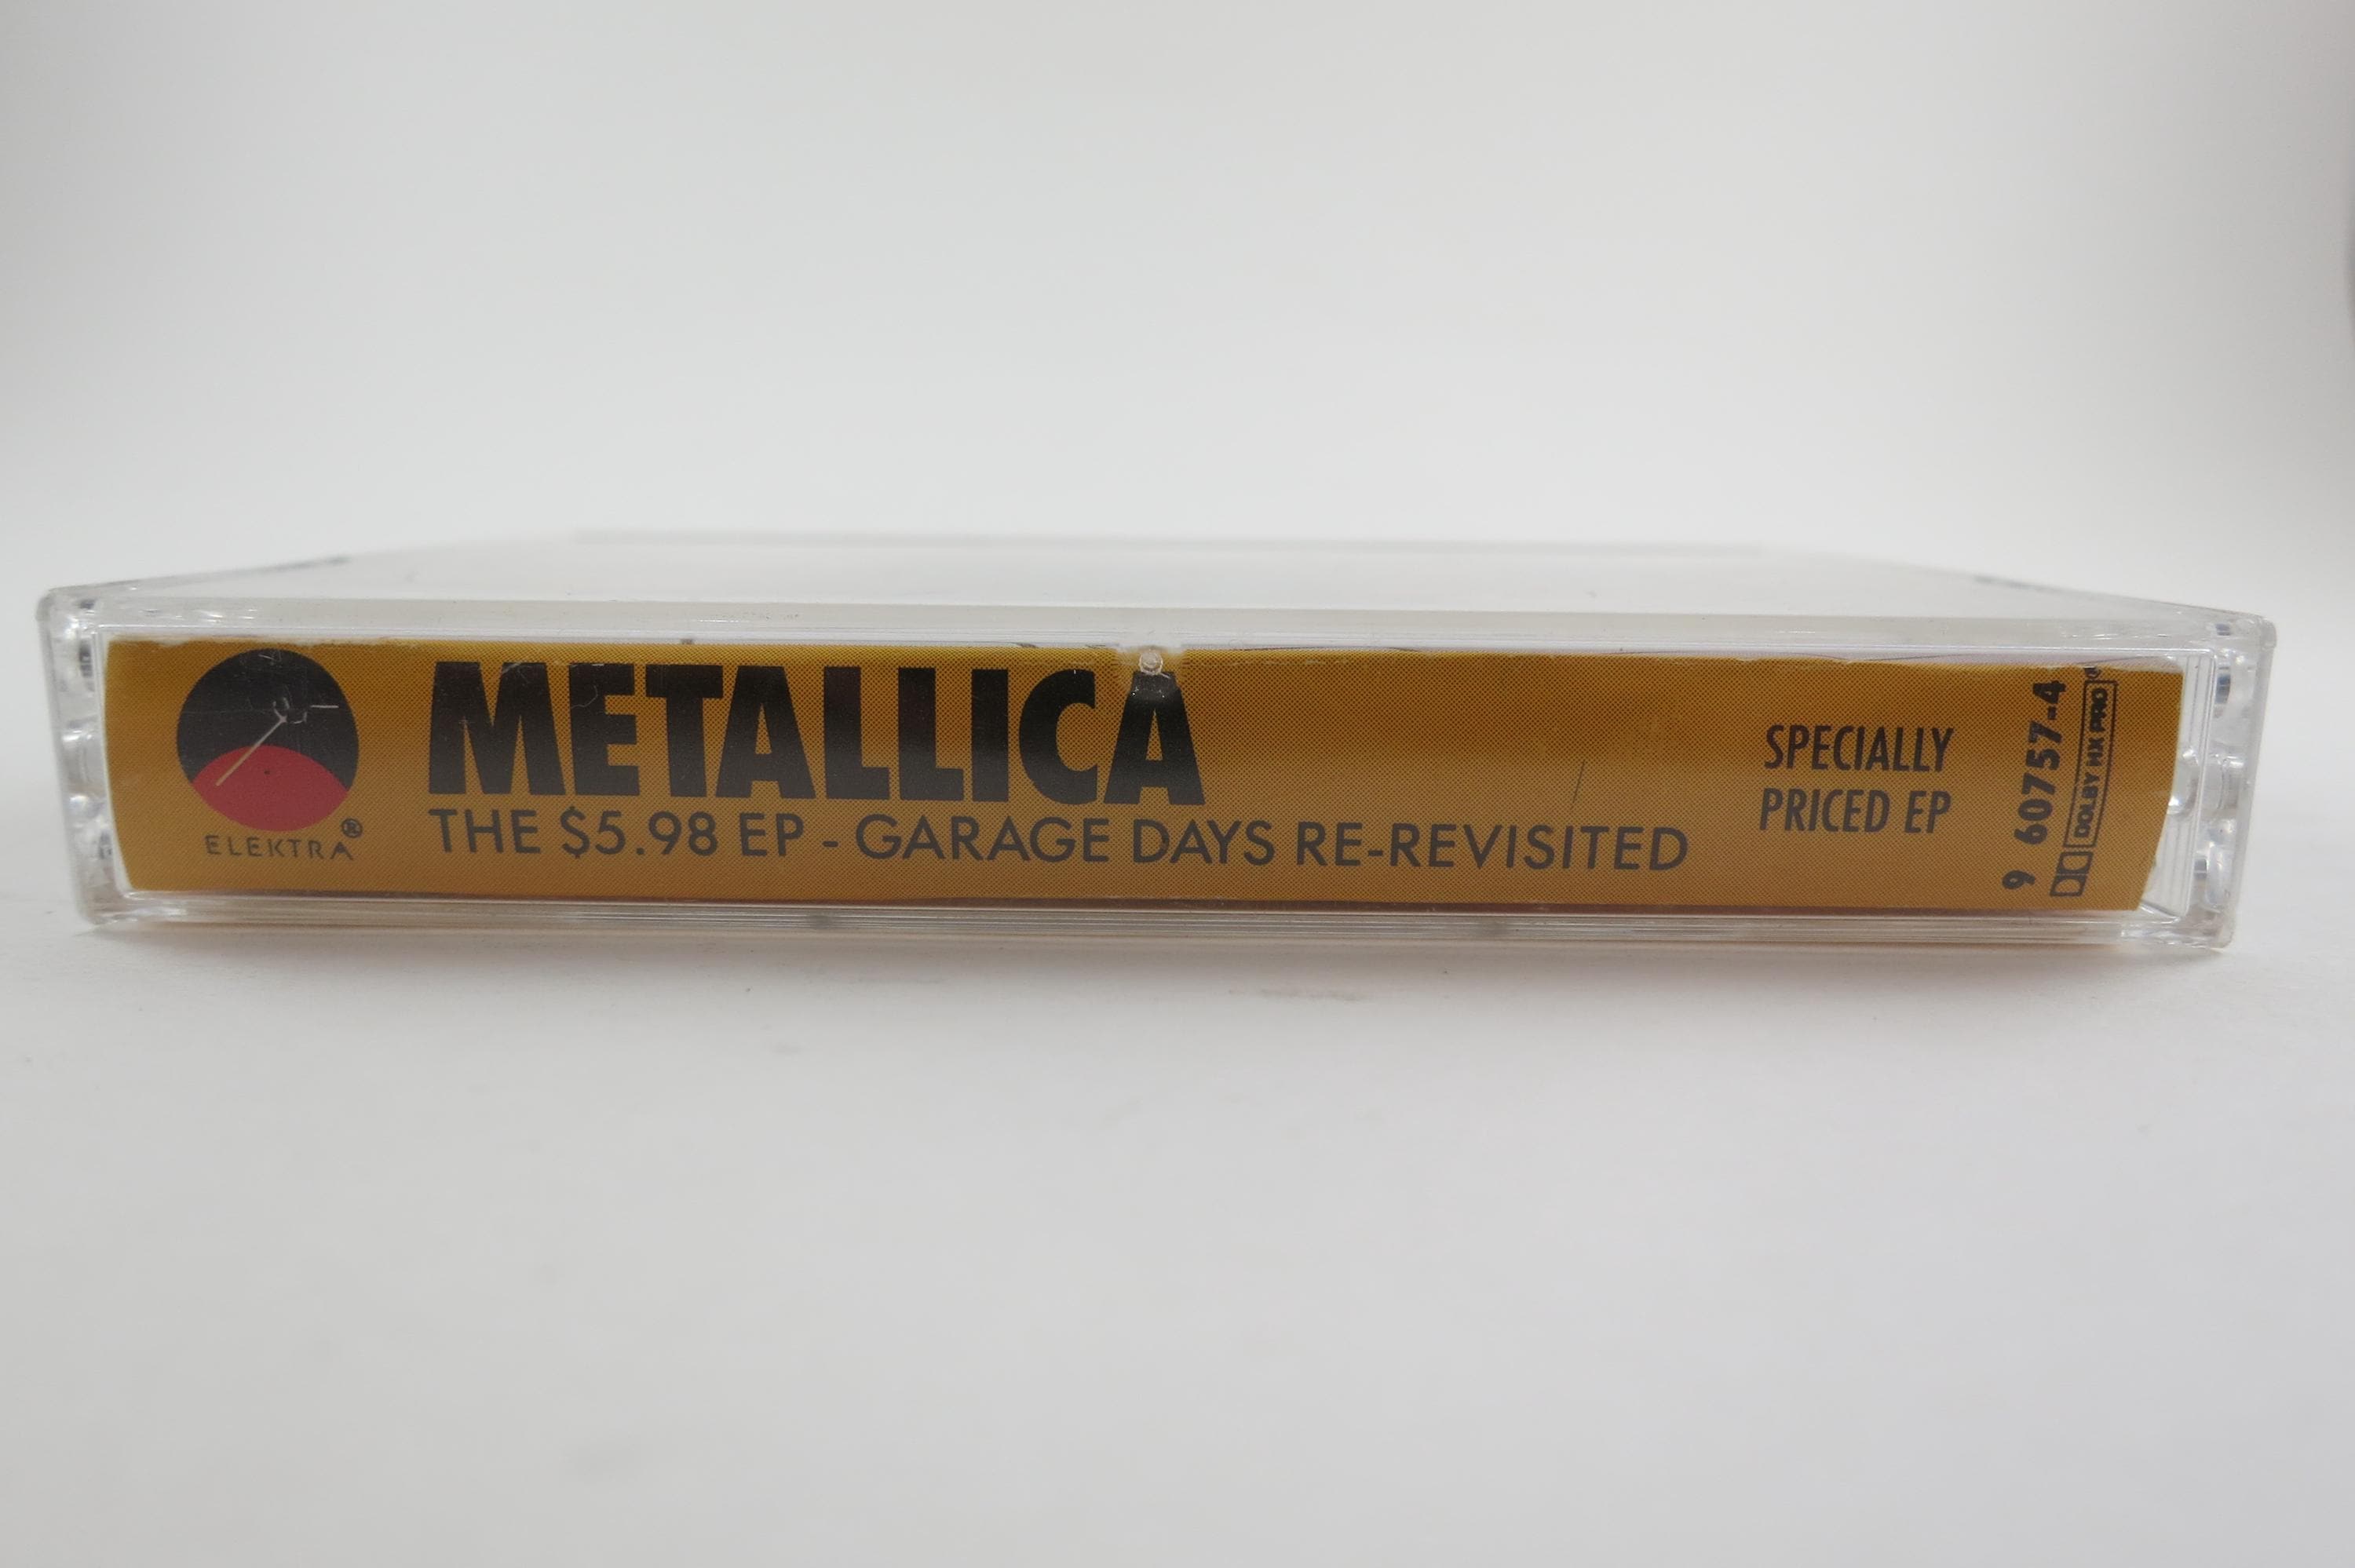 ELEKTRA®
METALLICA
THE $5.98 EP - GARAGE DAYS RE-REVISITED
SPECIALLY
PRICED EP
9 60757-4
DOLBY HX PRO